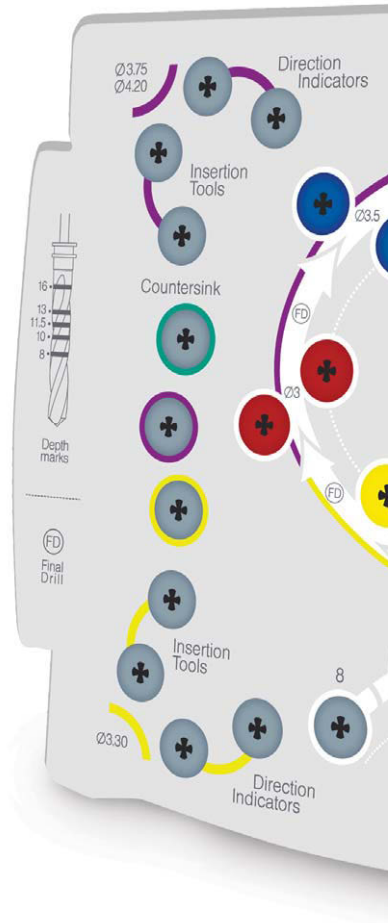 Ø3.75
Ø4.20
Direction
Indicators
Insertion
Tools
Ø3.5
Countersink
16
13
11.5
10
8
FD
Ø3
Depth
marks
FD
FD
Final
Drill
Insertion
Tools
8
Ø3.30
Direction
Indicators